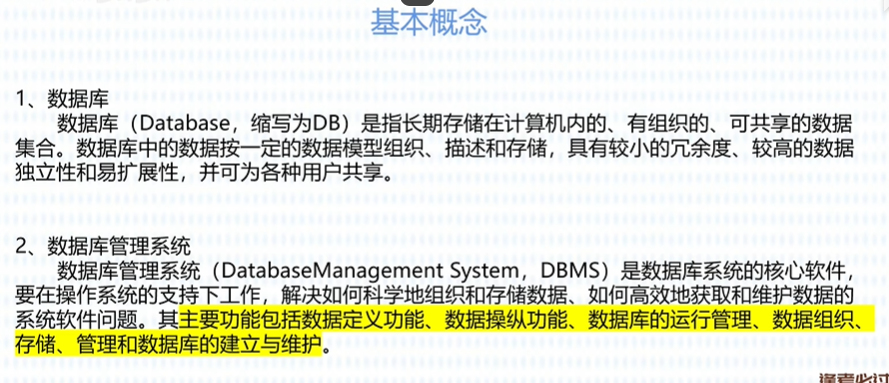 基本概念
1、数据库
数据库（Database，缩写为DB）是指长期存储在计算机内的、有组织的、可共享的数据
集合。数据库中的数据按一定的数据模型组织、描述和存储，具有较小的冗余度、较高的数据
独立性和易扩展性，并可为各种用户共享。
2、数据库管理系统
数据库管理系统（DatabaseManagement System，DBMS）是数据库系统的核心软件，
要在操作系统的支持下工作，解决如何科学地组织和存储数据、如何高效地获取和维护数据的
系统软件问题。其主要功能包括数据定义功能、数据操纵功能、数据库的运行管理、数据组织、
存储、管理和数据库的建立与维护。